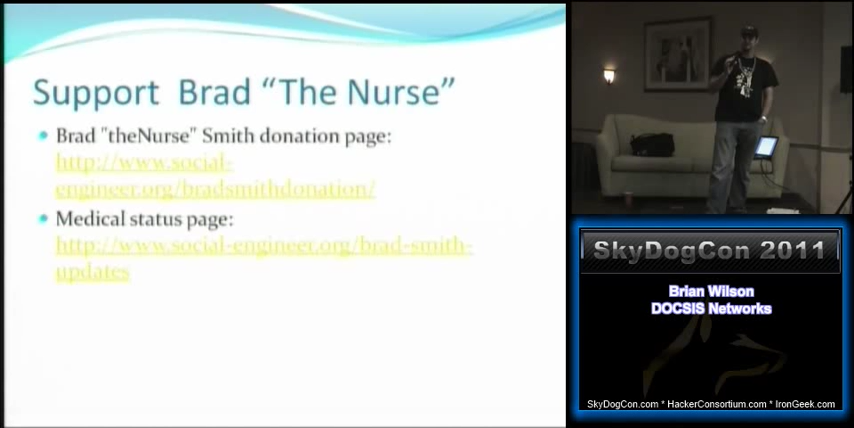 Support Brad “The Nurse”
Brad "theNurse" Smith donation page:
http://www.social-
engineer.org/bradsmithdonation/
Medical status page:
http://www.social-engineer.org/brad-smith-
updates
SkyDogCon 2011
Brian Wilson
DOCSIS Networks
SkyDogCon.com * HackerConsortium.com * IronGeek.com